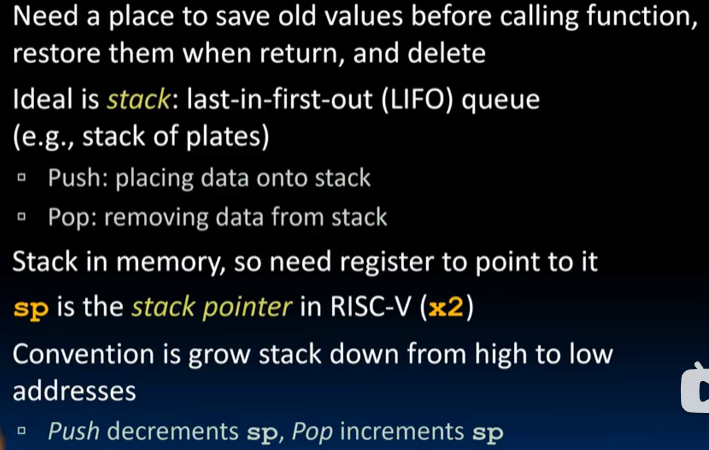 Need a place to save old values before calling function,
restore them when return, and delete
Ideal is stack: last-in-first-out (LIFO) queue
(e.g., stack of plates)
▫ Push: placing data onto stack
▫ Pop: removing data from stack
Stack in memory, so need register to point to it
sp is the stack pointer in RISC-V (x2)
Convention is grow stack down from high to low
addresses
▫ Push decrements sp, Pop increments sp